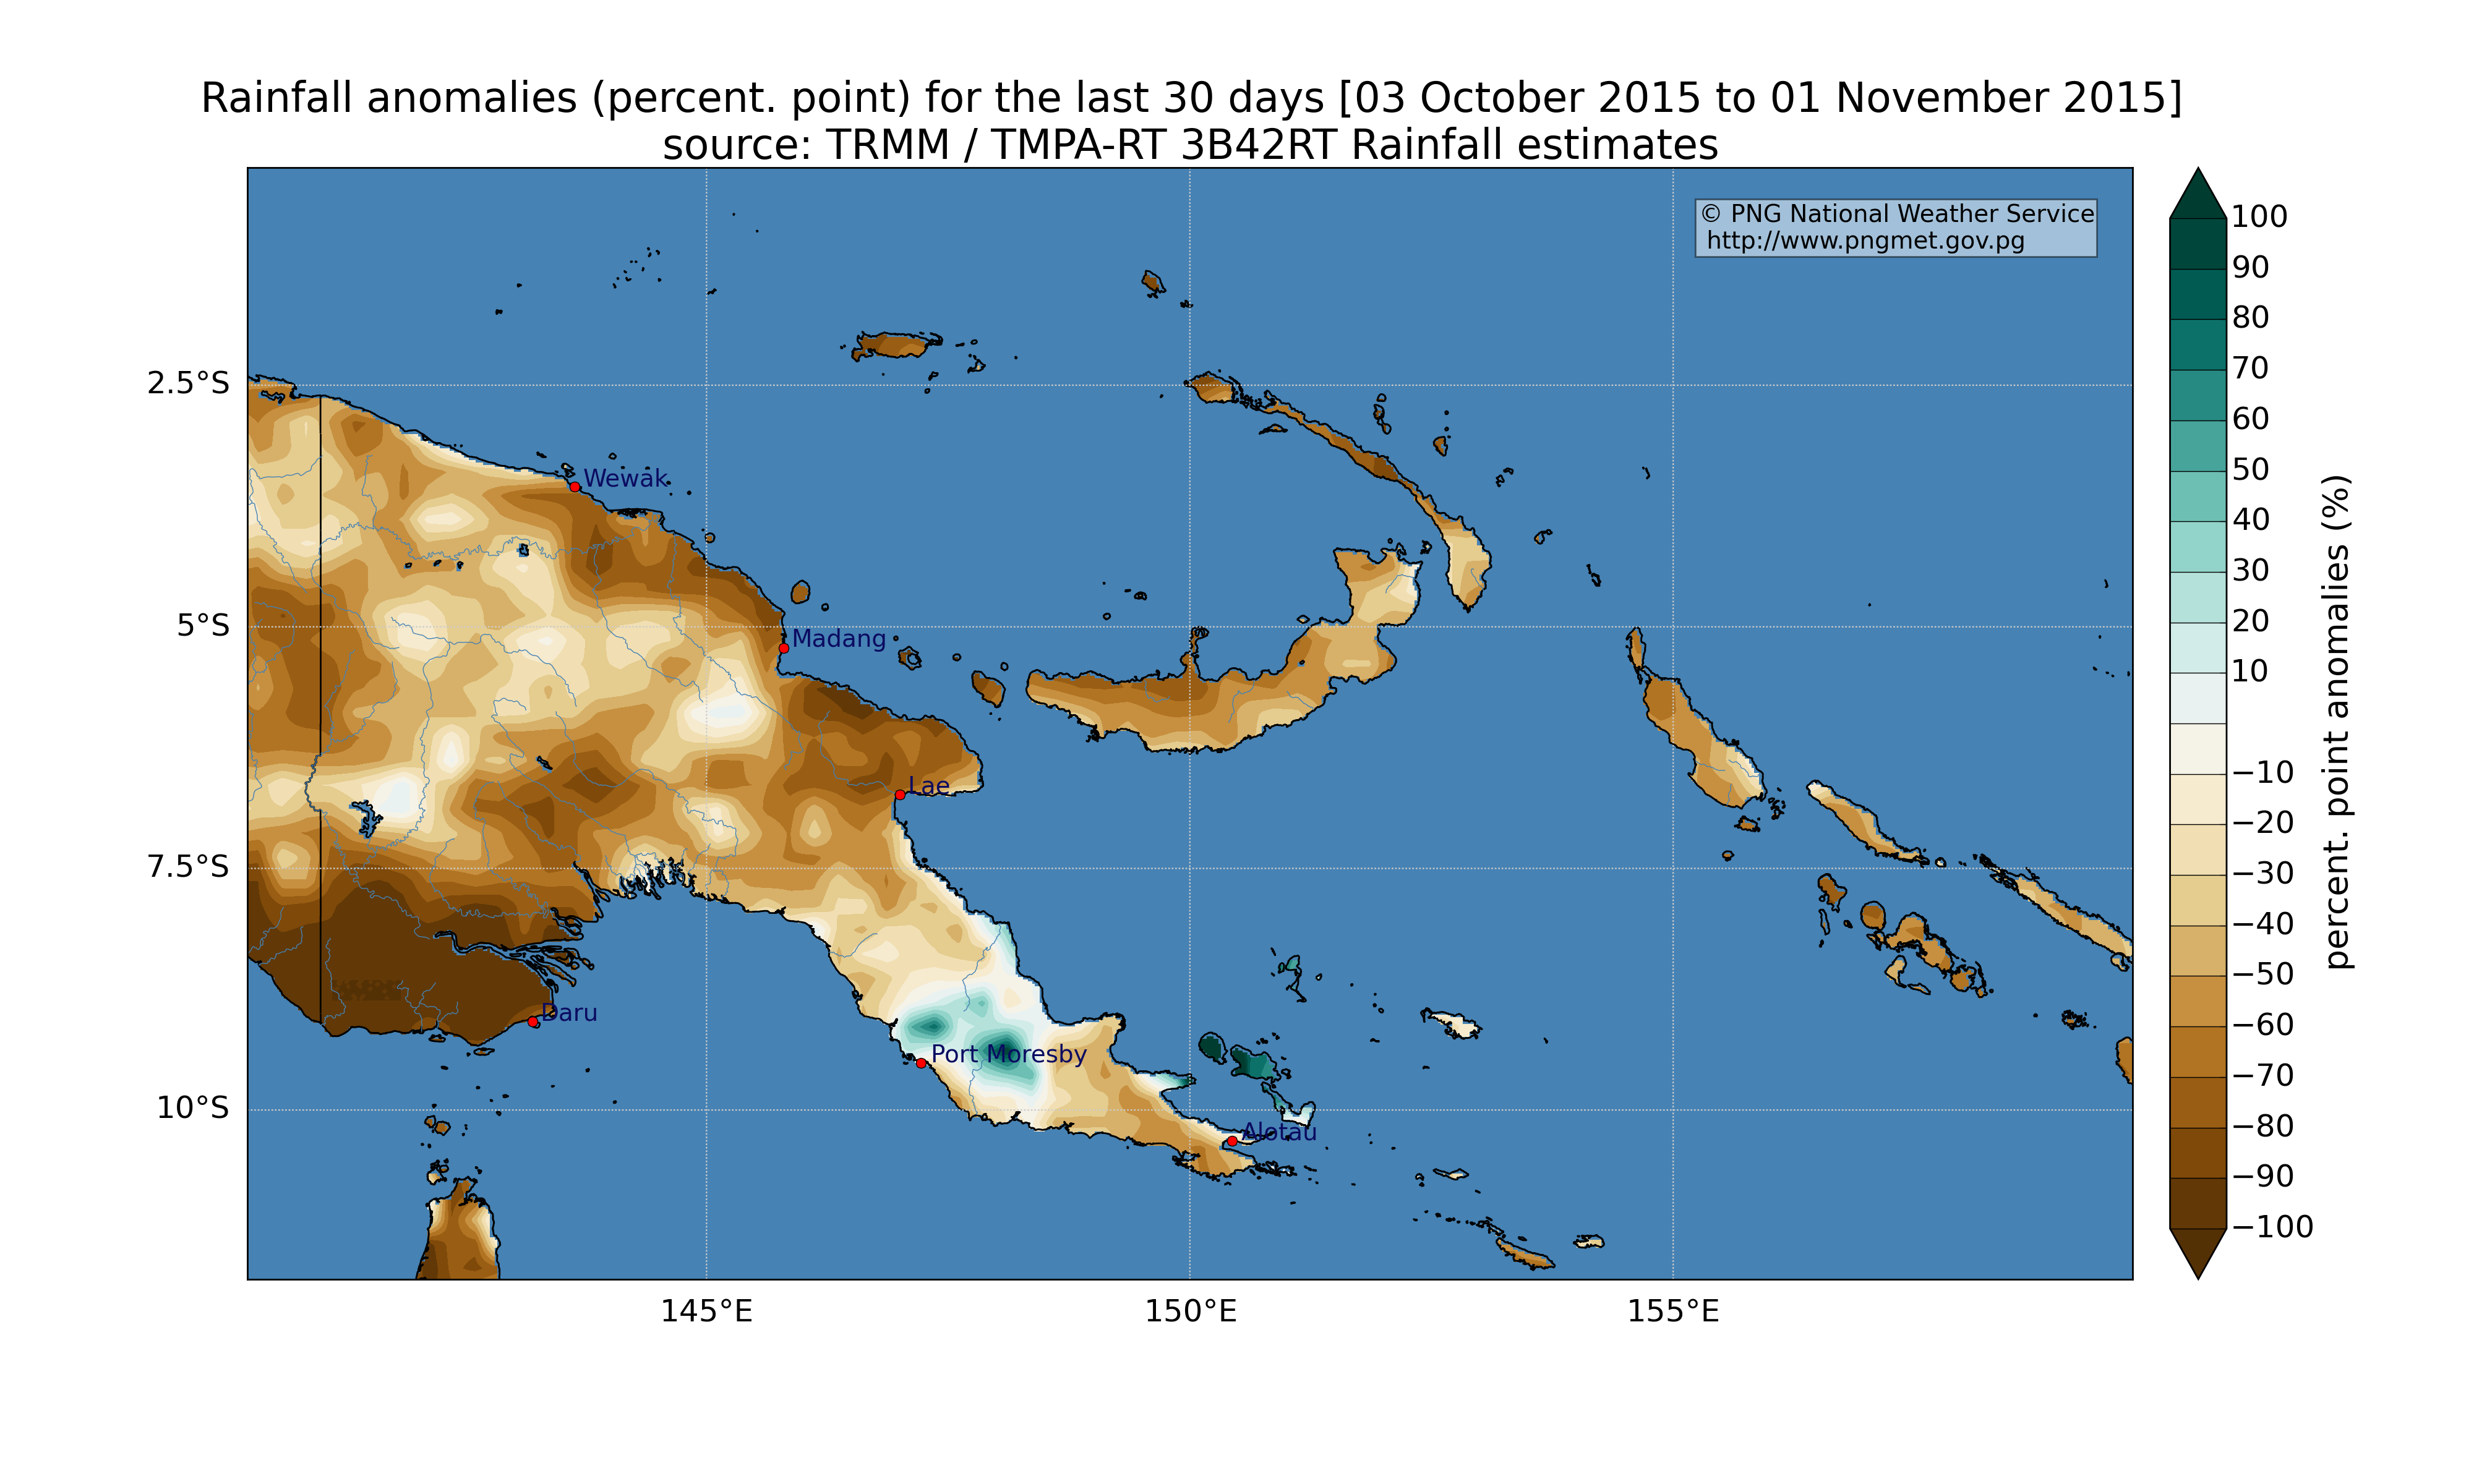 Rainfall anomalies (percent. point) for the last 30 days [03 October 2015 to 01 November 2015]
source: TRMM / TMPA-RT 3B42RT Rainfall estimates
© PNG National Weather Service
http://www.pngmet.gov.pg
2.5°S
5°S
7.5°S
10°S
Wewak
Madang
Lae
Daru
Port Moresby
Alotau
145°E
150°E
155°E
100
90
80
70
60
50
40
30
20
10
−10
−20
−30
−40
−50
−60
−70
−80
−90
−100
percent. point anomalies (%)